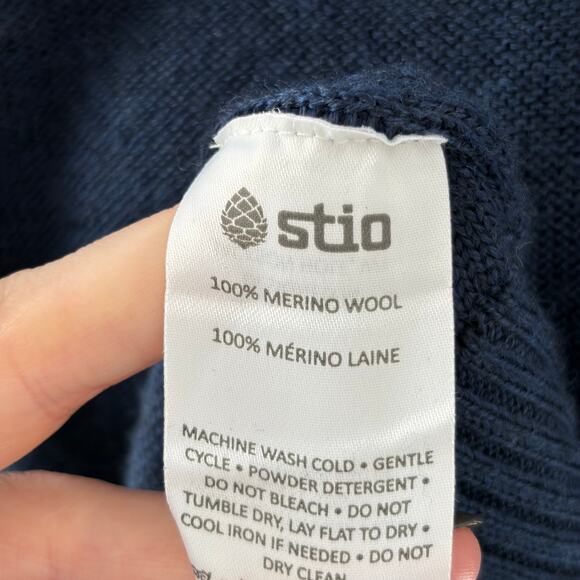 stio
100% MERINO WOOL
100% MÉRINO LAINE
MACHINE WASH COLD • GENTLE
CYCLE • POWDER DETERGENT •
DO NOT BLEACH • DO NOT
TUMBLE DRY, LAY FLAT TO DRY •
COOL IRON IF NEEDED • DO NOT
DRY CLEAN